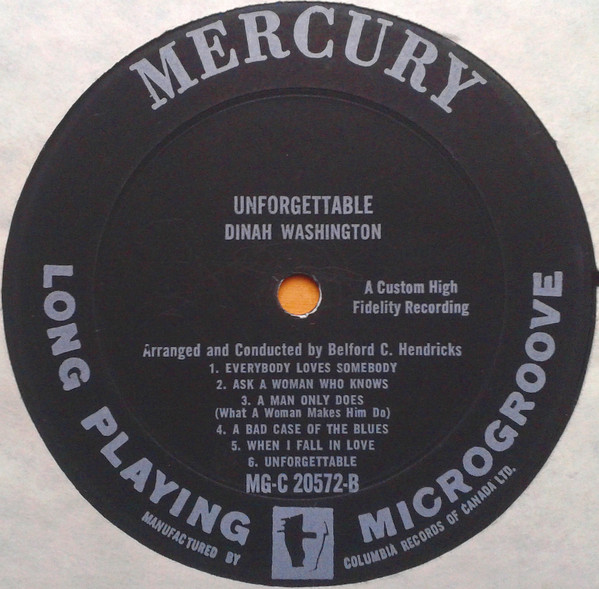 MERCURY
UNFORGETTABLE
DINAH WASHINGTON
A Custom High
Fidelity Recording
Arranged and Conducted by Belford C. Hendricks
1. EVERYBODY LOVES SOMEBODY
2. ASK A WOMAN WHO KNOWS
3. A MAN ONLY DOES
(What A Woman Makes Him Do)
4. A BAD CASE OF THE BLUES
5. WHEN I FALL IN LOVE
6. UNFORGETTABLE
MG-C 20572-B
LONG PLAYING
MICROGROOVE
MANUFACTURED BY
COLUMBIA RECORDS OF CANADA LTD.